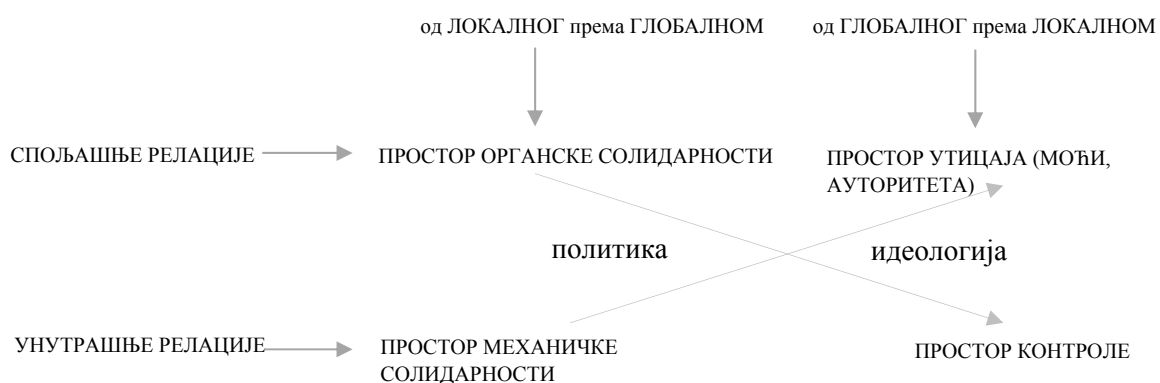 од ЛОКАЛНОГ према ГЛОБАЛНОМ
од ГЛОБАЛНОГ према ЛОКАЛНОМ
СПОЉАШЊЕ РЕЛАЦИЈЕ
ПРОСТОР ОРГАНСКЕ СОЛИДАРНОСТИ
ПРОСТОР УТИЦАЈА (МОЋИ,
АУТОРИТЕТА)
политика
идеологија
УНУТРАШЊЕ РЕЛАЦИЈЕ
ПРОСТОР МЕХАНИЧКЕ
СОЛИДАРНОСТИ
ПРОСТОР КОНТРОЛЕ